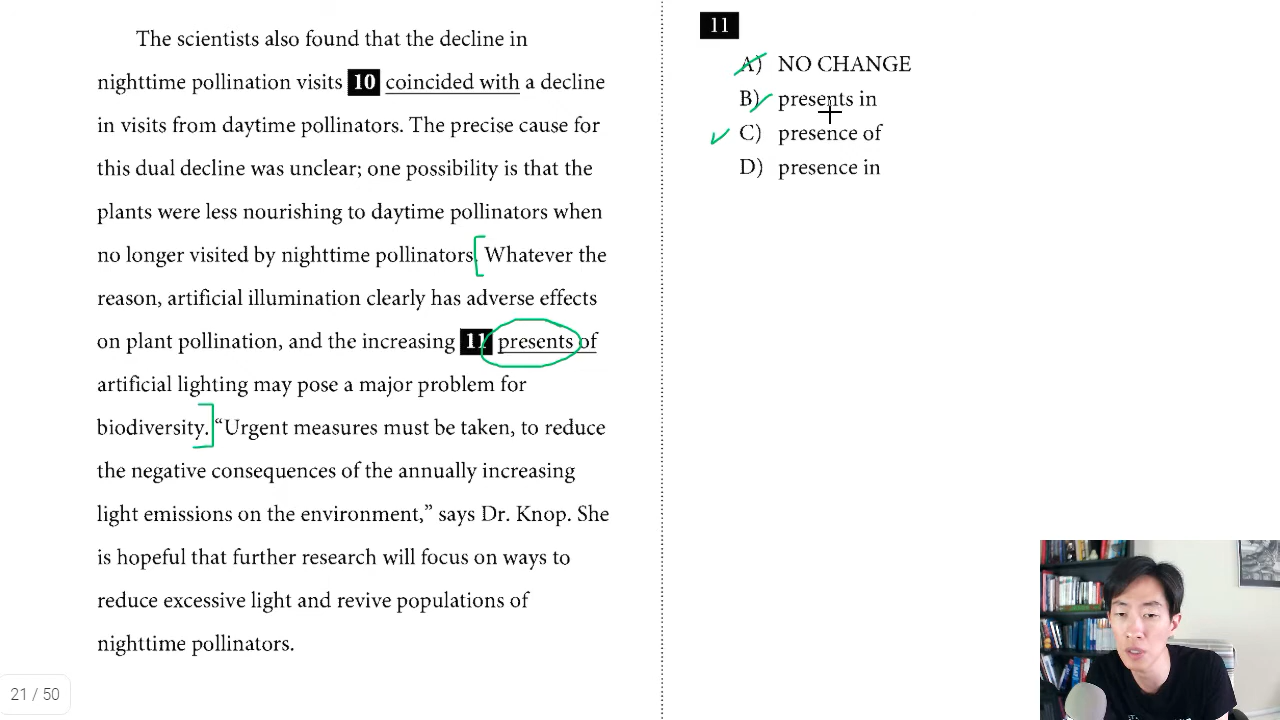 The scientists also found that the decline in
nighttime pollination visits 10 coincided with a decline
in visits from daytime pollinators. The precise cause for
this dual decline was unclear; one possibility is that the
plants were less nourishing to daytime pollinators when
no longer visited by nighttime pollinators. Whatever the
reason, artificial illumination clearly has adverse effects
on plant pollination, and the increasing 11 presents of
artificial lighting may pose a major problem for
biodiversity. “Urgent measures must be taken, to reduce
the negative consequences of the annually increasing
light emissions on the environment,” says Dr. Knop. She
is hopeful that further research will focus on ways to
reduce excessive light and revive populations of
nighttime pollinators.
21 / 50
11
A) NO CHANGE
B) presents in
C) presence of
D) presence in